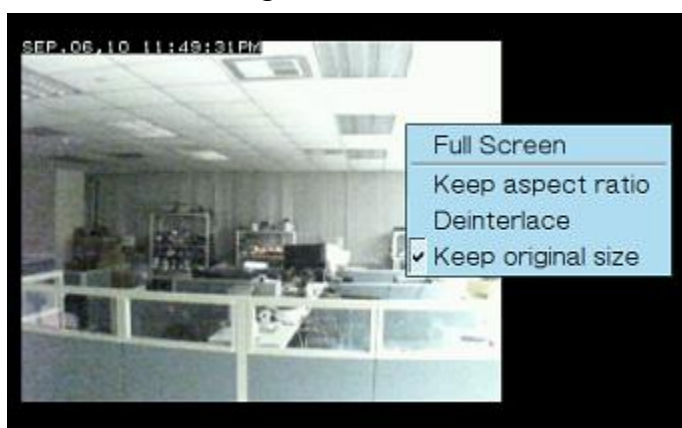 SEP.06,10 11:49:31PM
Full Screen
Keep aspect ratio
Deinterlace
Keep original size